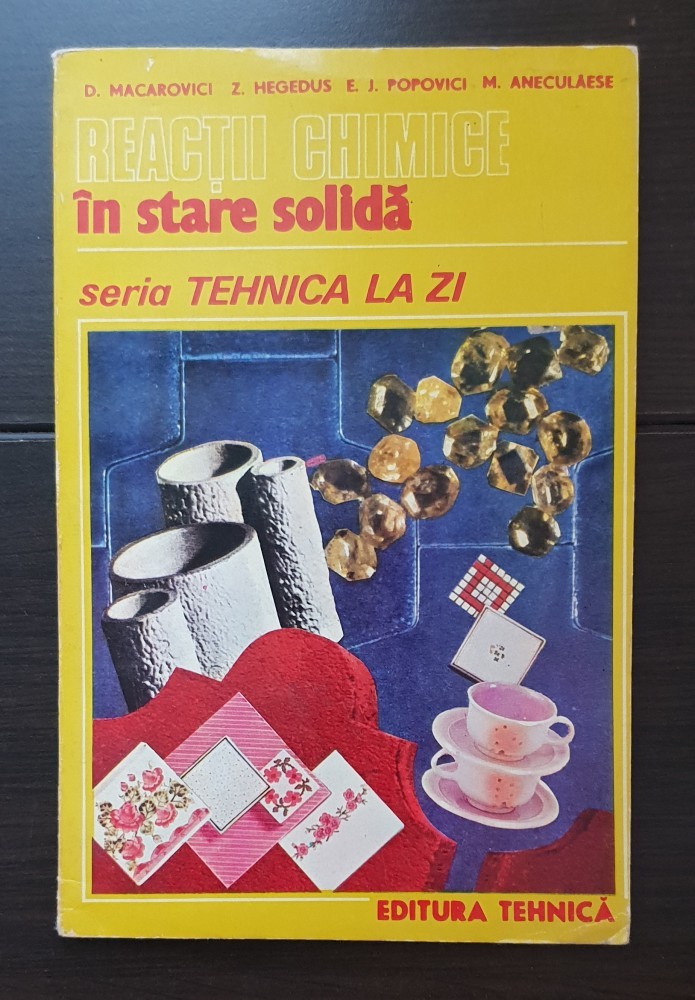 D. MACAROVICI Z. HEGEDUS E. J. POPOVICI M. ANECULĂESE
REACȚII CHIMICE
în stare solidă
seria TEHNICA LA ZI
EDITURA TEHNICĂ